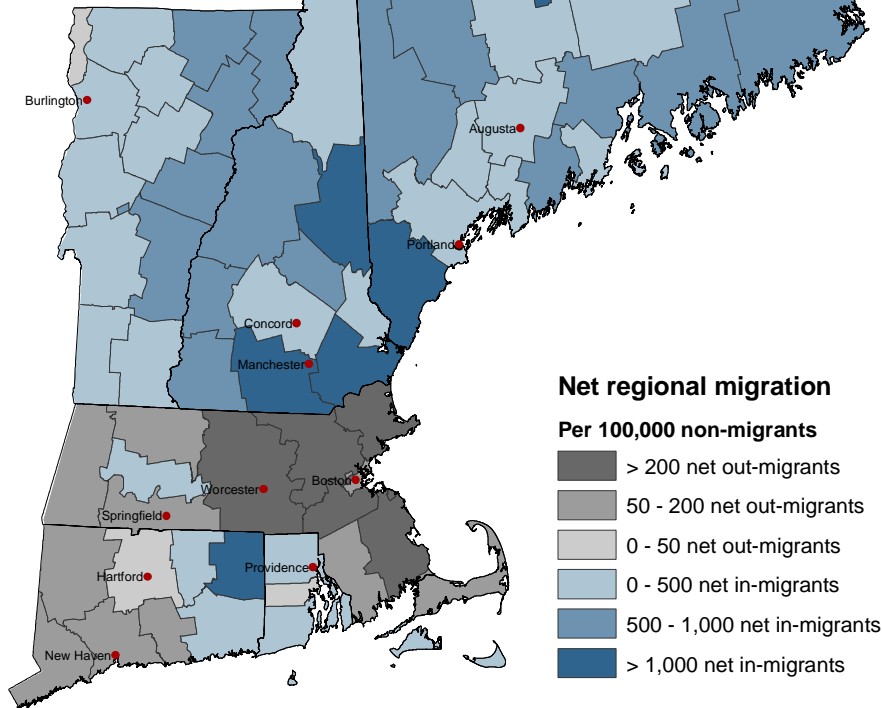 Burlington
Augusta
Portland
Concord
Manchester
Worcester
Boston
Springfield
Hartford
Providence
New Haven
Net regional migration
Per 100,000 non-migrants
> 200 net out-migrants
50 - 200 net out-migrants
0 - 50 net out-migrants
0 - 500 net in-migrants
500 - 1,000 net in-migrants
> 1,000 net in-migrants